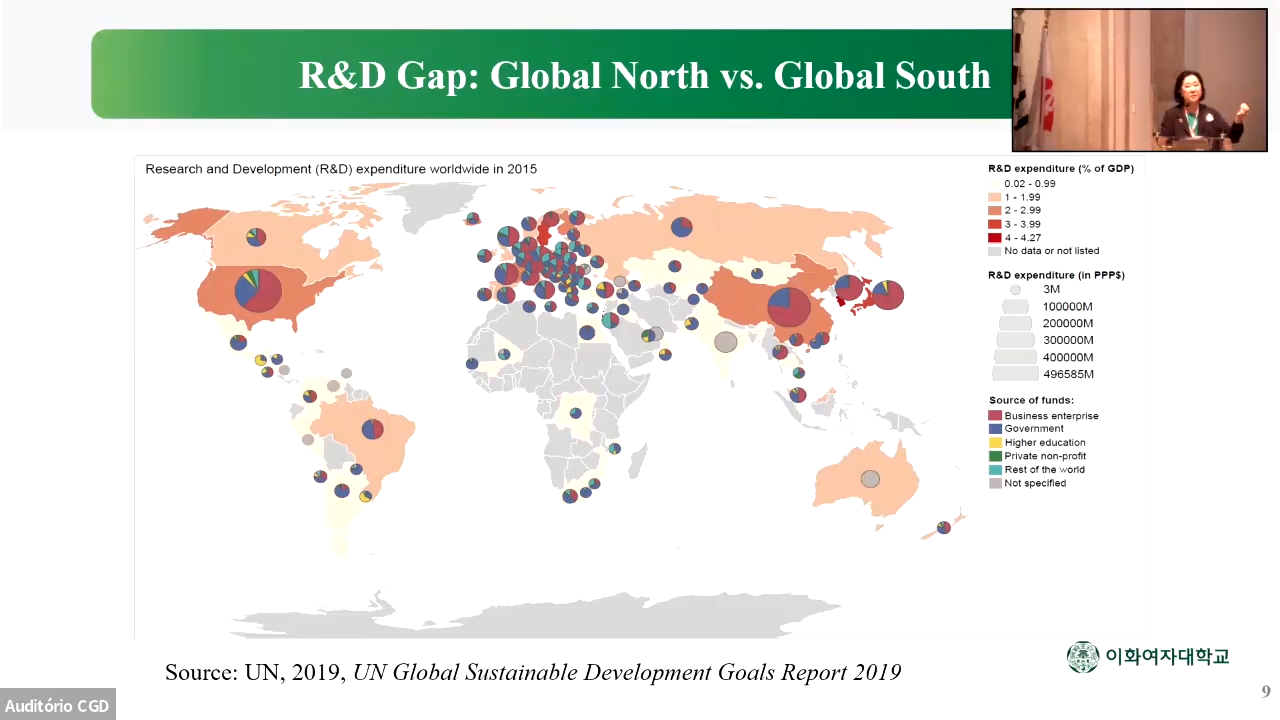 R&D Gap: Global North vs. Global South
Research and Development (R&D) expenditure worldwide in 2015
R&D expenditure (% of GDP)
0.02 - 0.99
1 - 1.99
2 - 2.99
3 - 3.99
4 - 4.27
No data or not listed
R&D expenditure (in PPP$)
3M
100000M
200000M
300000M
400000M
496585M
Source of funds:
Business enterprise
Government
Higher education
Private non-profit
Rest of the world
Not specified
이화여자대학교
Source: UN, 2019, UN Global Sustainable Development Goals Report 2019
9
Auditório CGD